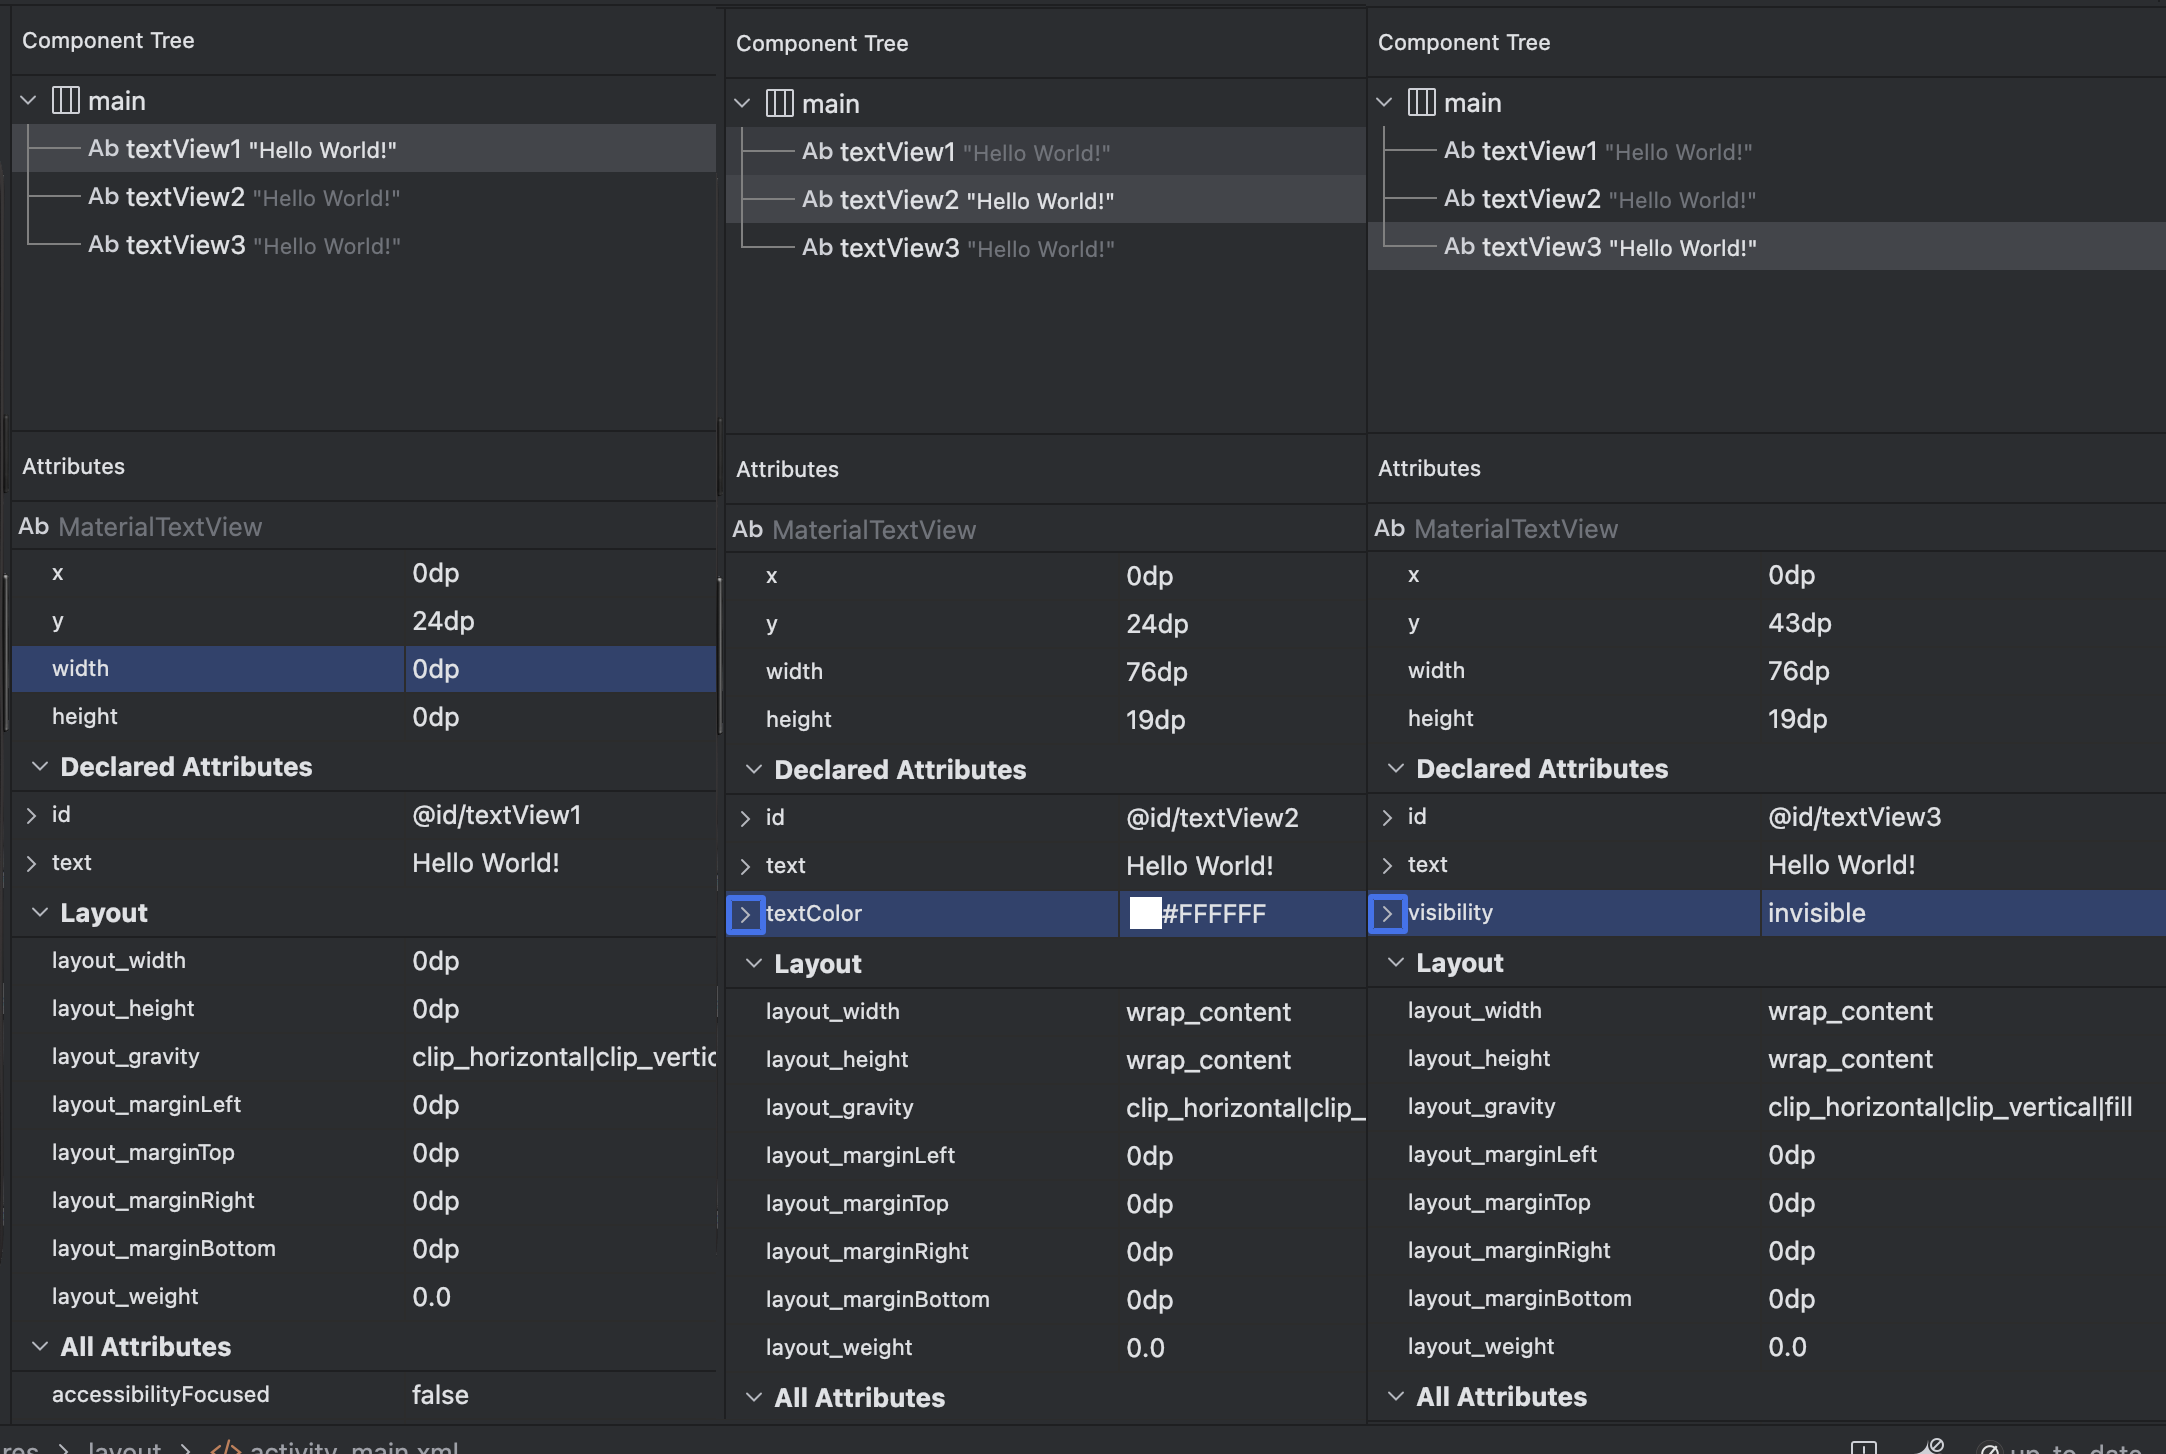 Component Tree
main
Ab textView1 "Hello World!"
Ab textView2 "Hello World!"
Ab textView3 "Hello World!"
Attributes
Ab MaterialTextView
x 0dp
y 24dp
width 0dp
height 0dp
Declared Attributes
id @id/textView1
text Hello World!
Layout
layout_width 0dp
layout_height 0dp
layout_gravity clip_horizontal|clip_vertic
layout_marginLeft 0dp
layout_marginTop 0dp
layout_marginRight 0dp
layout_marginBottom 0dp
layout_weight 0.0
All Attributes
accessibilityFocused false
Component Tree
main
Ab textView1 "Hello World!"
Ab textView2 "Hello World!"
Ab textView3 "Hello World!"
Attributes
Ab MaterialTextView
x 0dp
y 24dp
width 76dp
height 19dp
Declared Attributes
id @id/textView2
text Hello World!
textColor #FFFFFF
Layout
layout_width wrap_content
layout_height wrap_content
layout_gravity clip_horizontal|clip_
layout_marginLeft 0dp
layout_marginTop 0dp
layout_marginRight 0dp
layout_marginBottom 0dp
layout_weight 0.0
All Attributes
Component Tree
main
Ab textView1 "Hello World!"
Ab textView2 "Hello World!"
Ab textView3 "Hello World!"
Attributes
Ab MaterialTextView
x 0dp
y 43dp
width 76dp
height 19dp
Declared Attributes
id @id/textView3
text Hello World!
visibility invisible
Layout
layout_width wrap_content
layout_height wrap_content
layout_gravity clip_horizontal|clip_vertical|fill
layout_marginLeft 0dp
layout_marginTop 0dp
layout_marginRight 0dp
layout_marginBottom 0dp
layout_weight 0.0
All Attributes
res > layout > </> activity_main.xml
up-to-date